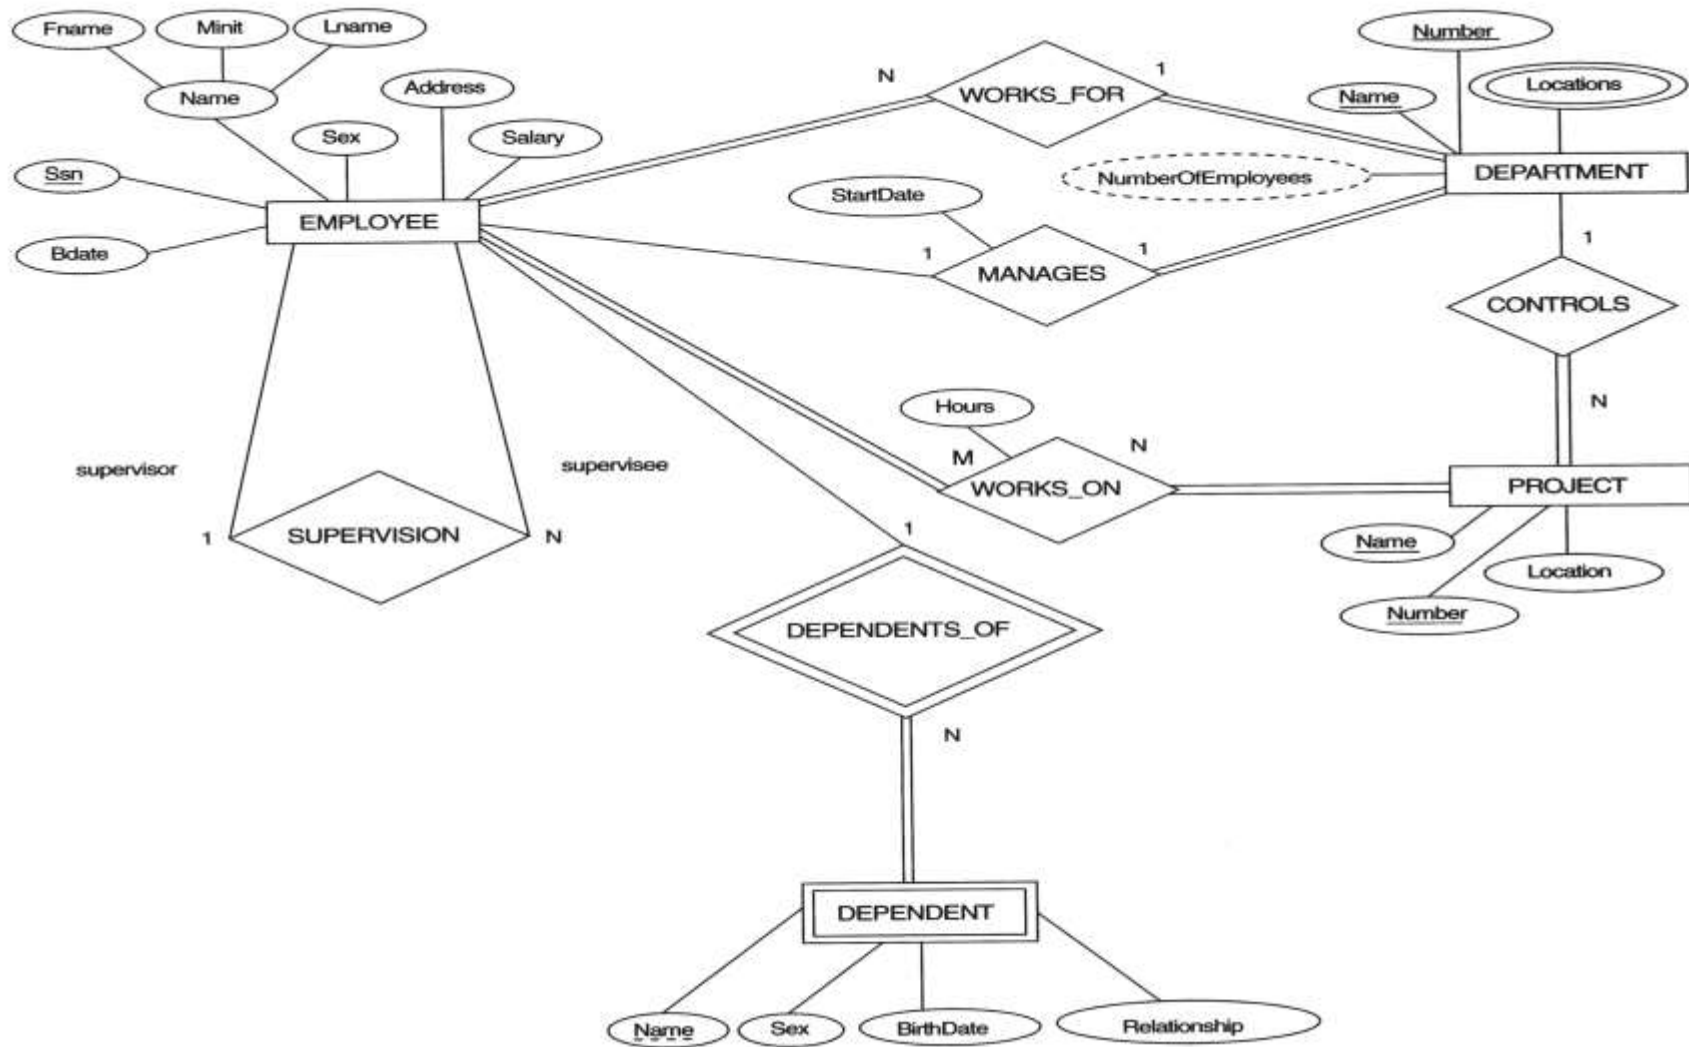 Fname
Minit
Lname
Name
Address
Sex
Salary
Ssn
Bdate
EMPLOYEE
N
WORKS_FOR
1
Number
Name
Locations
NumberOfEmployees
DEPARTMENT
StartDate
1
MANAGES
1
1
CONTROLS
N
supervisor
supervisee
1
SUPERVISION
N
Hours
M
WORKS_ON
N
PROJECT
Name
Number
Location
1
DEPENDENTS_OF
N
DEPENDENT
Name
Sex
BirthDate
Relationship